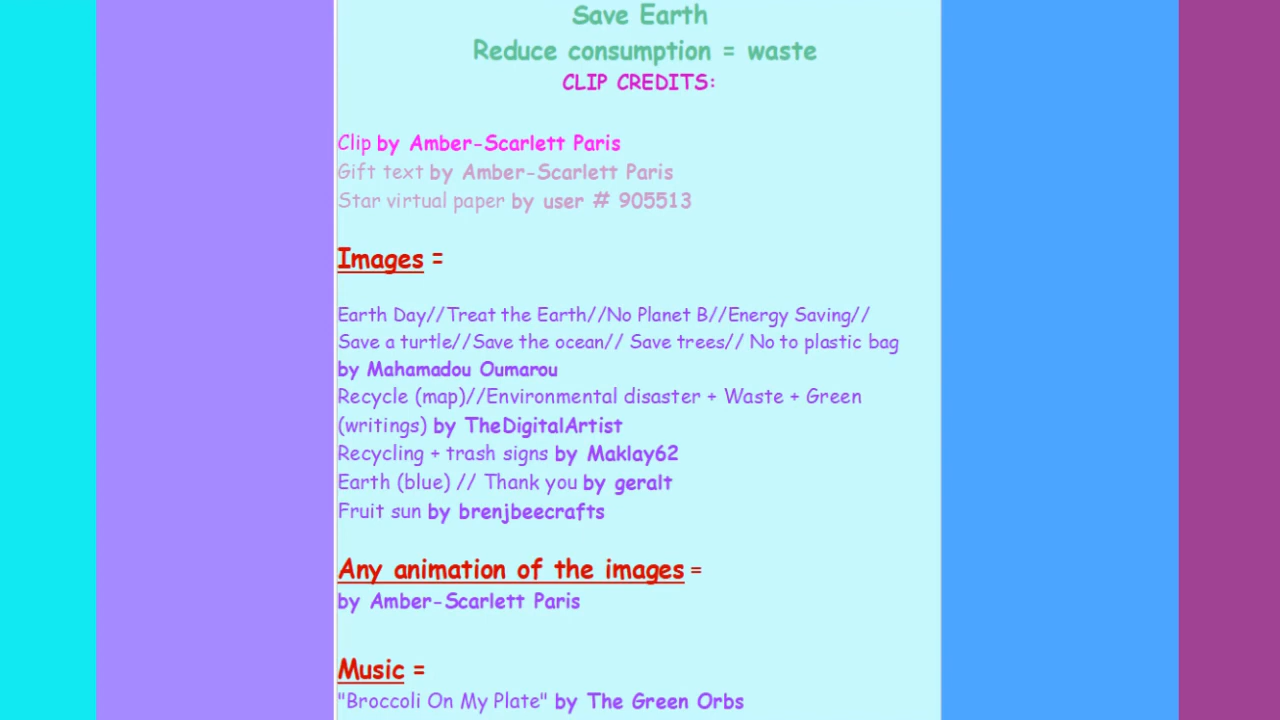 Save Earth
Reduce consumption = waste
CLIP CREDITS:
Clip by Amber-Scarlett Paris
Gift text by Amber-Scarlett Paris
Star virtual paper by user # 905513
Images =
Earth Day//Treat the Earth//No Planet B//Energy Saving//
Save a turtle//Save the ocean// Save trees// No to plastic bag
by Mahamadou Oumarou
Recycle (map)//Environmental disaster + Waste + Green
(writings) by TheDigitalArtist
Recycling + trash signs by Maklay62
Earth (blue) // Thank you by geralt
Fruit sun by brenjbeecrafts
Any animation of the images =
by Amber-Scarlett Paris
Music =
"Broccoli On My Plate" by The Green Orbs